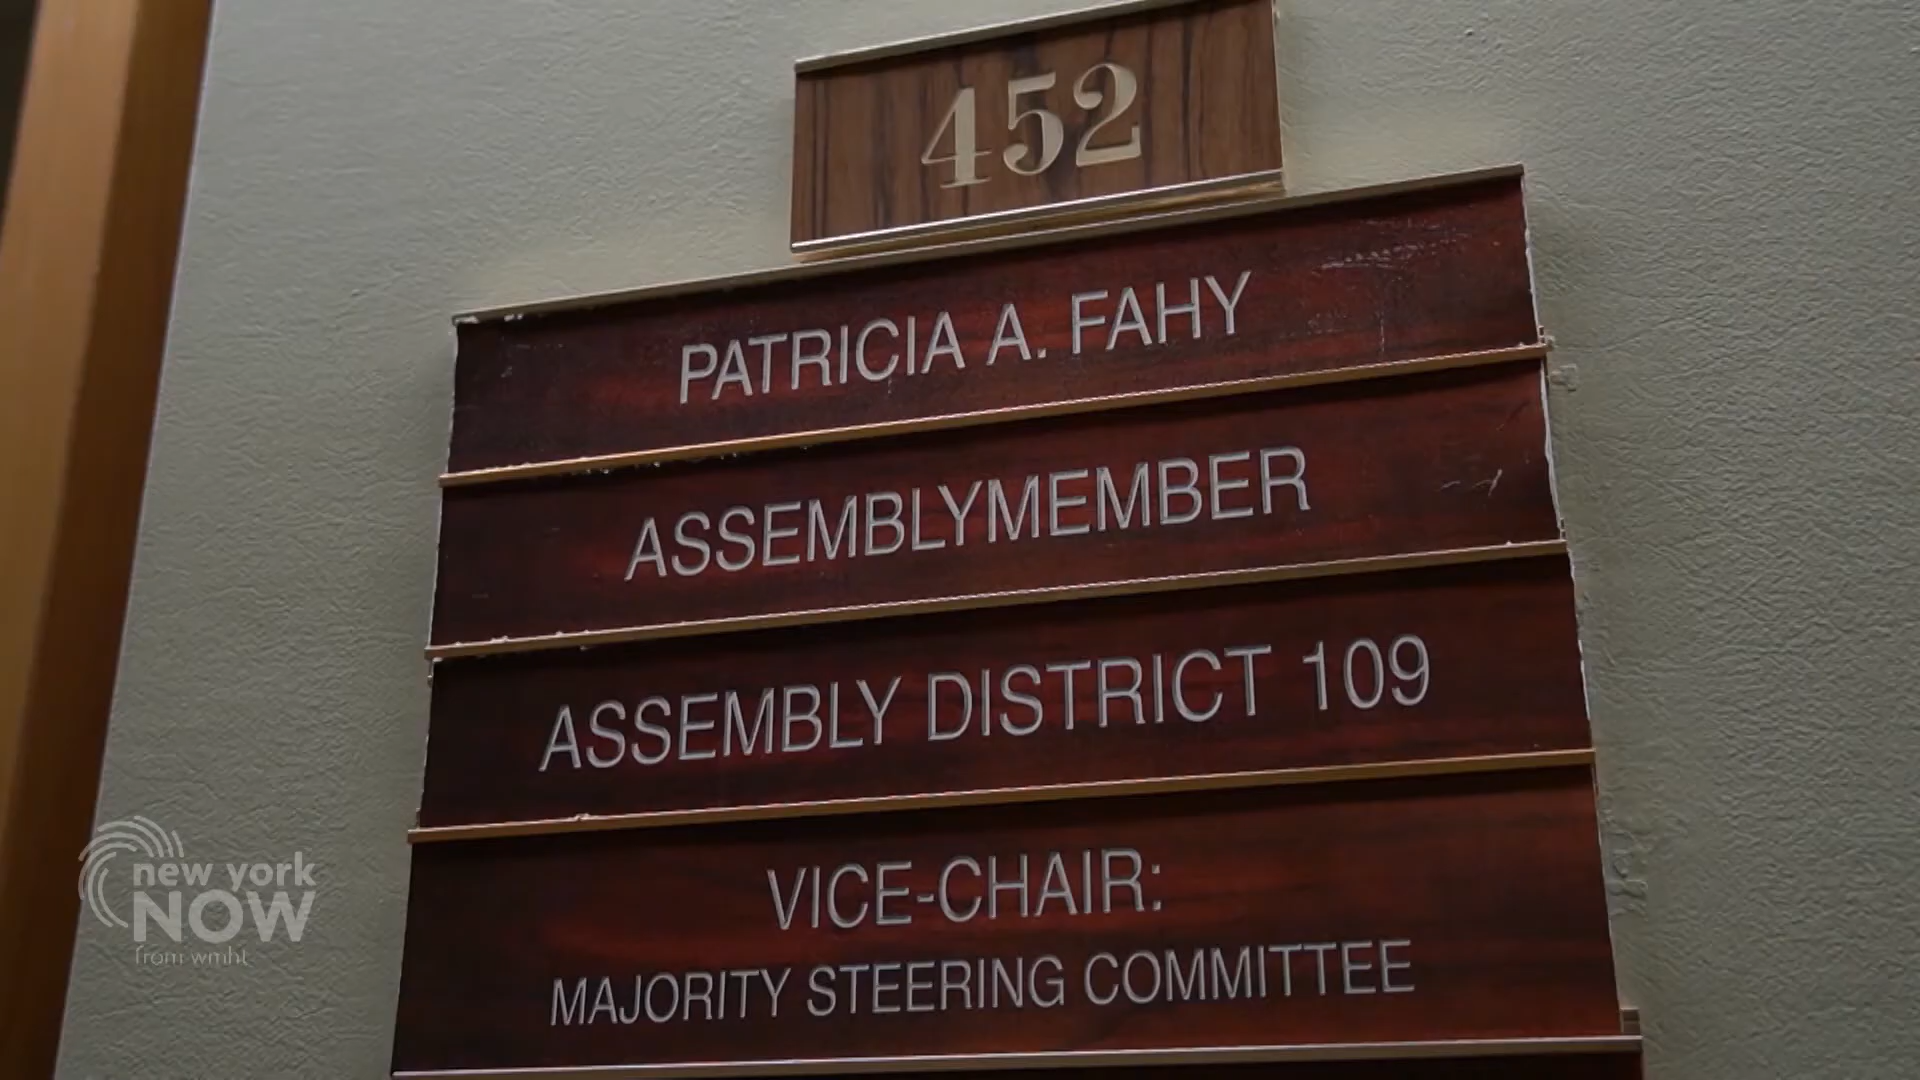 452
PATRICIA A. FAHY
ASSEMBLYMEMBER
ASSEMBLY DISTRICT 109
VICE-CHAIR:
MAJORITY STEERING COMMITTEE
new york
NOW
from wmht